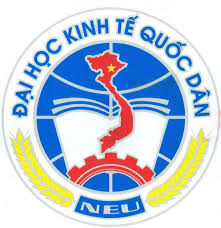 ĐẠI HỌC KINH TẾ QUỐC DÂN
NEU